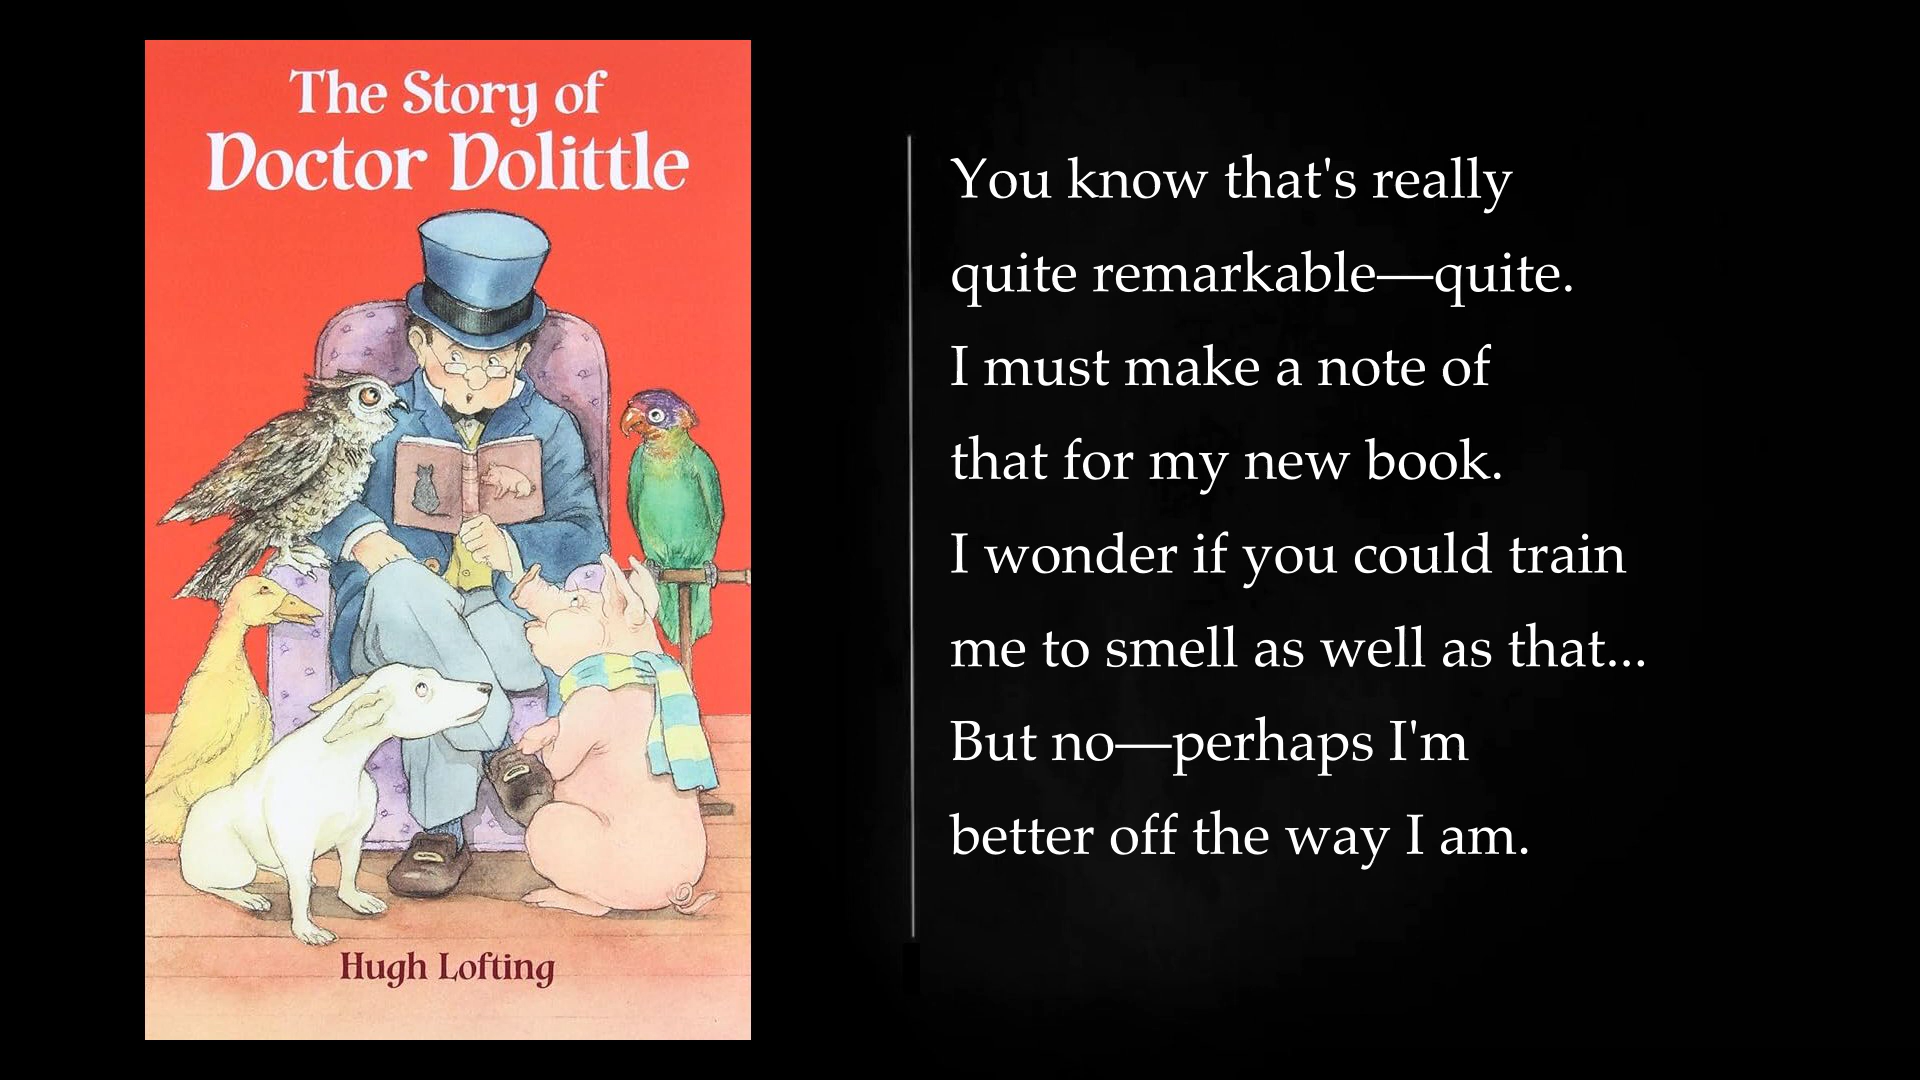 The Story of
Doctor Dolittle
Hugh Lofting
You know that's really
quite remarkable—quite.
I must make a note of
that for my new book.
I wonder if you could train
me to smell as well as that...
But no—perhaps I'm
better off the way I am.